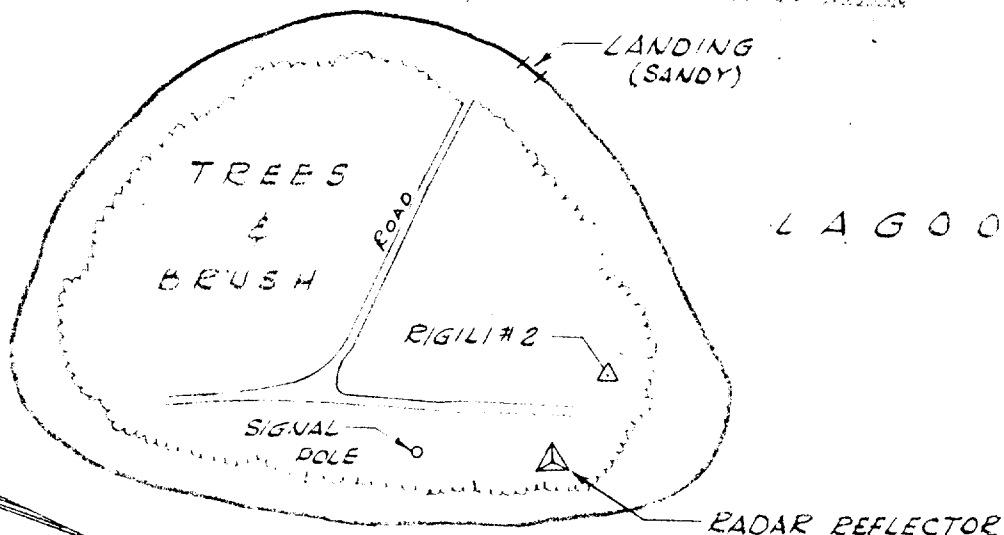 LANDING
(SANDY)
TREES
&
BRUSH
ROAD
LAGOO
RIGILI #2
SIGNAL
POLE
RADAR REFLECTOR